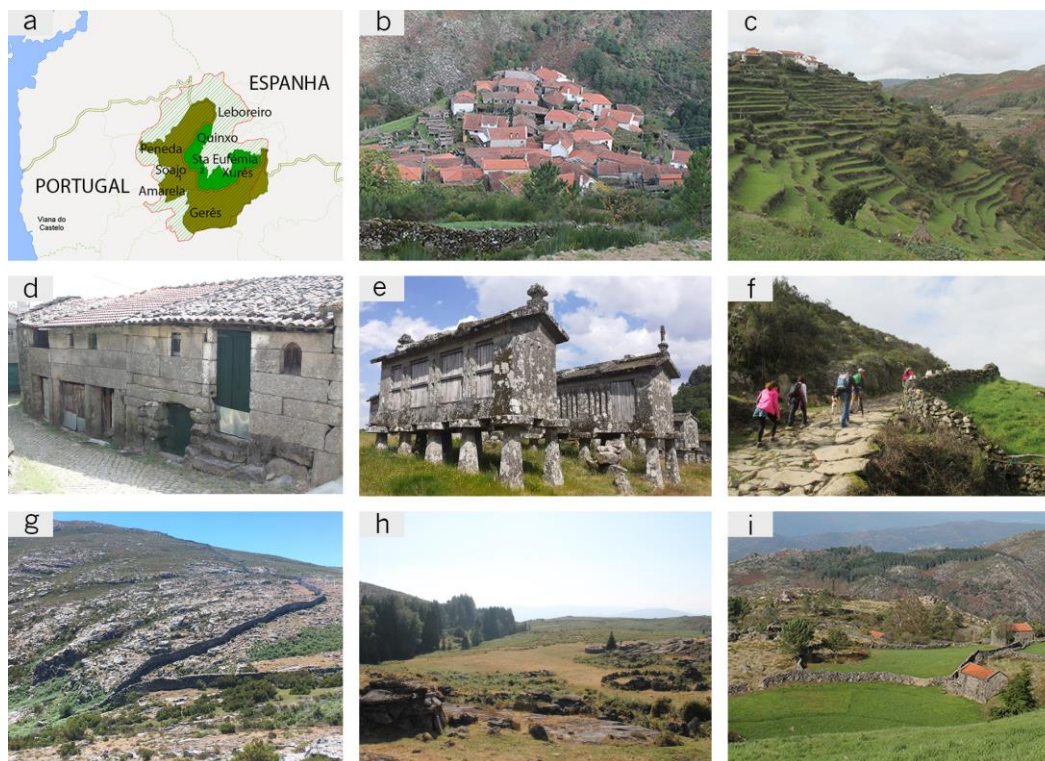 a
ESPANHA
Leboreiro
Quinxo
Peneda
Sta Eufémia
Soajo
Xurés
PORTUGAL
Amarela
Gerês
Viana do
Castelo
b
c
d
e
f
g
h
i